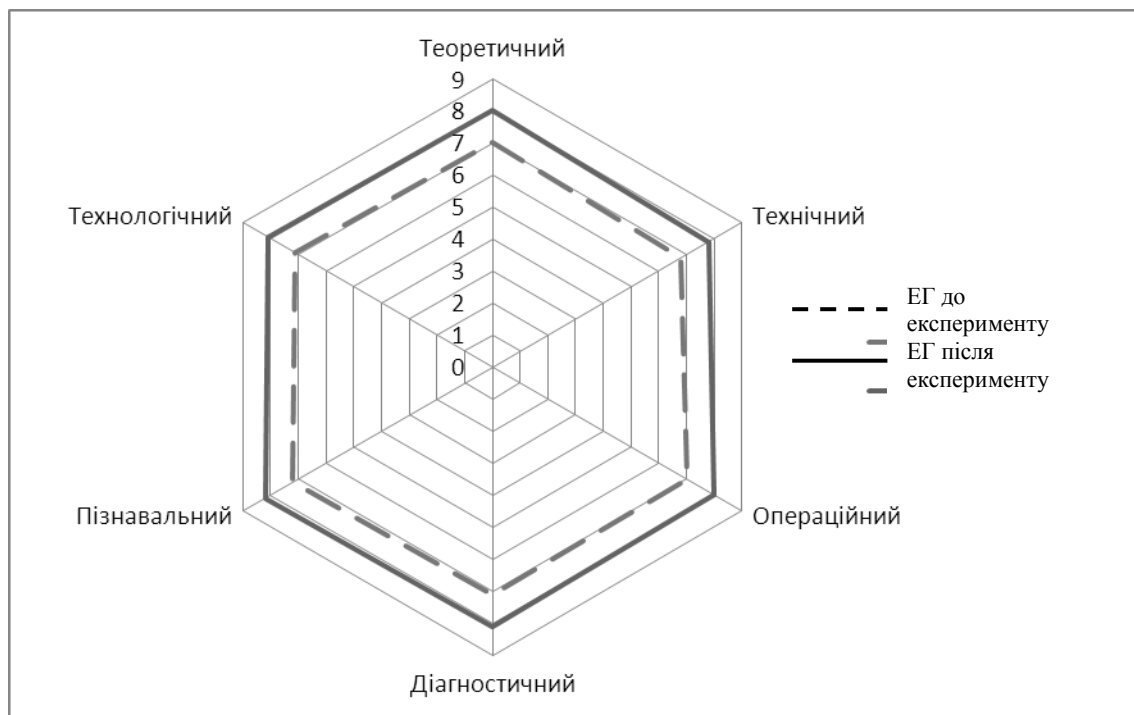 Теоретичний
9
8
7
6
5
4
3
2
1
0
Технічний
Операційний
Діагностичний
Пізнавальний
Технологічний
ЕГ до
експерименту
ЕГ після
експерименту